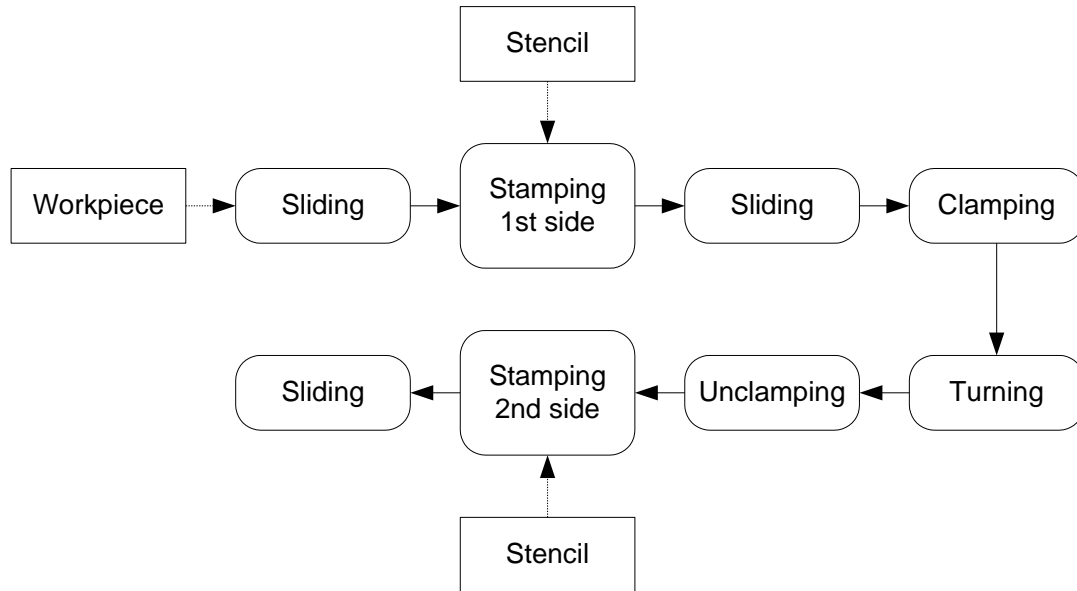 Stencil
Workpiece
Sliding
Stamping
1st side
Sliding
Clamping
Sliding
Stamping
2nd side
Unclamping
Turning
Stencil